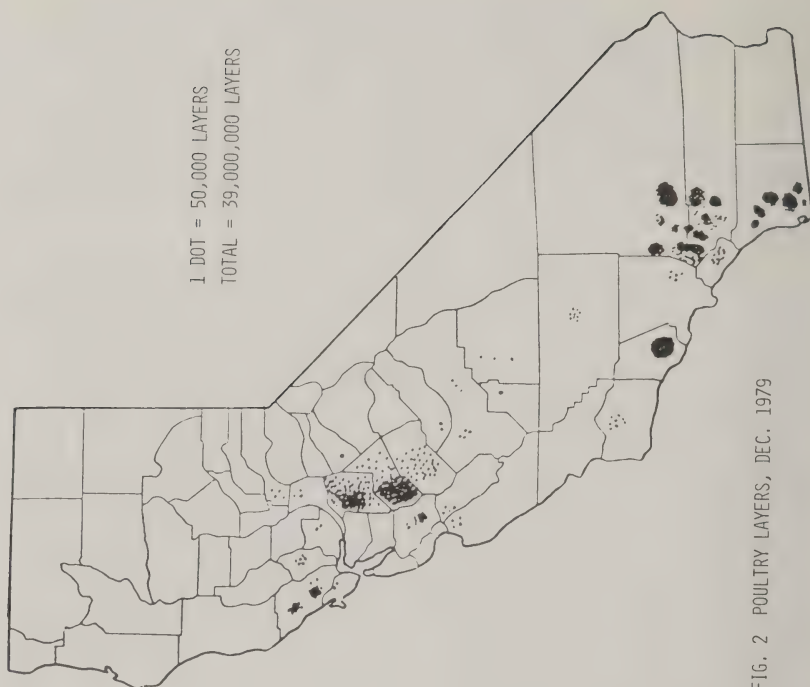 1 DOT = 50,000 LAYERS
TOTAL = 39,000,000 LAYERS
FIG. 2 POULTRY LAYERS, DEC. 1979